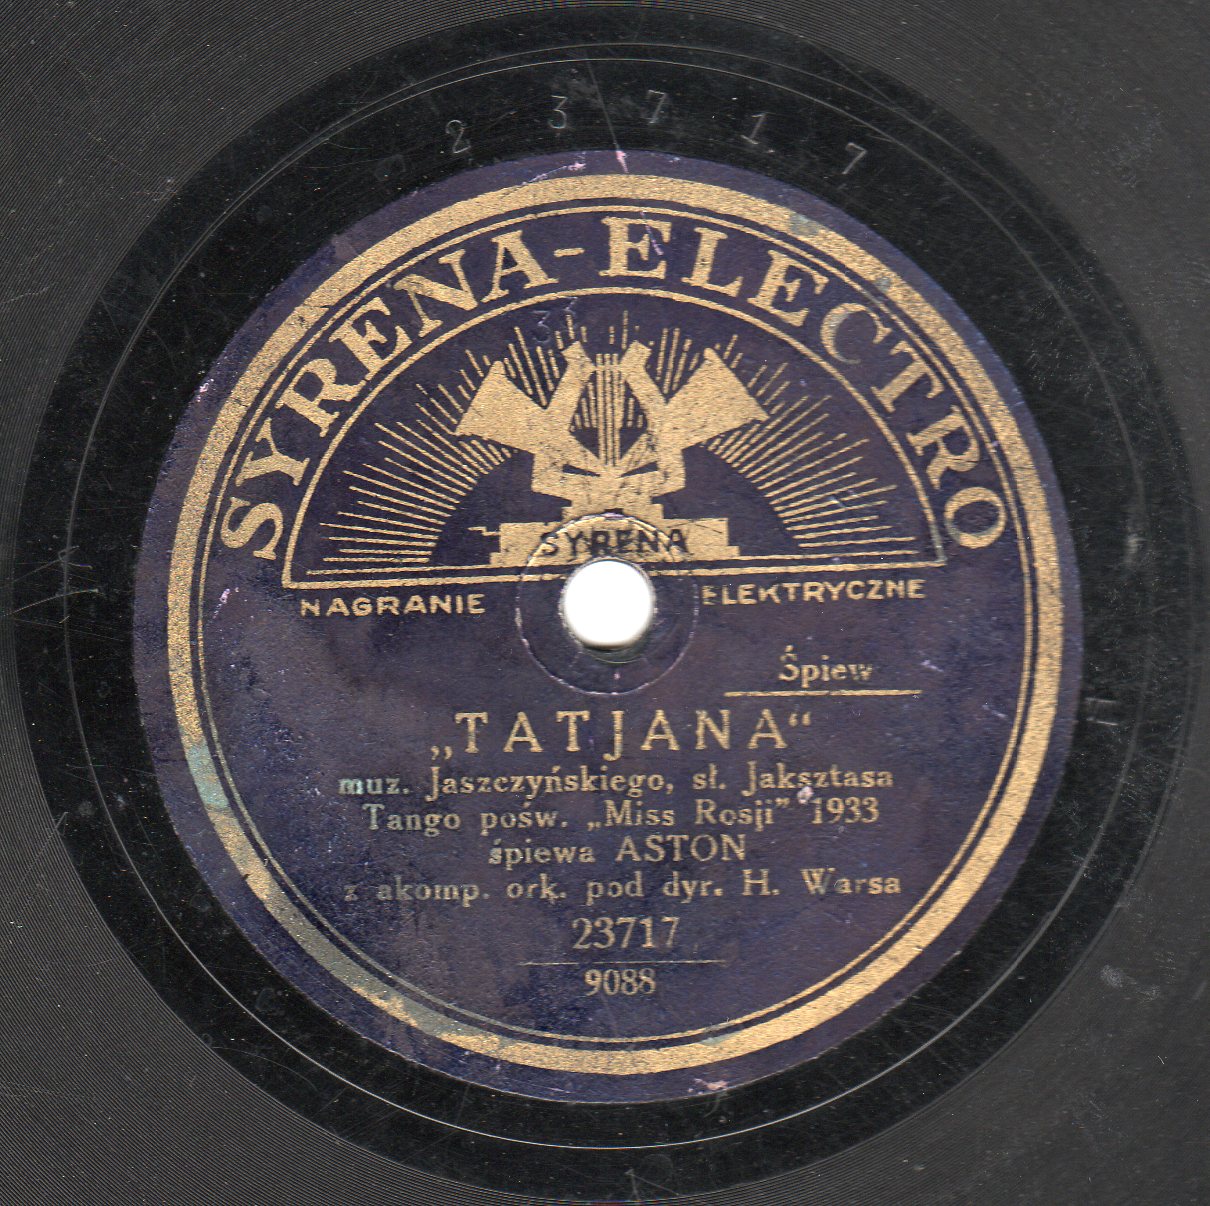 2 3 7 1 7
SYRENA-ELECTRO
SYRENA
NAGRANIE ELEKTRYCZNE
Śpiew
„TATJANA“
muz. Jaszczyńskiego, sł. Jaksztasa
Tango pośw. „Miss Rosji” 1933
śpiewa ASTON
z akomp. ork. pod dyr. H. Warsa
23717
9088